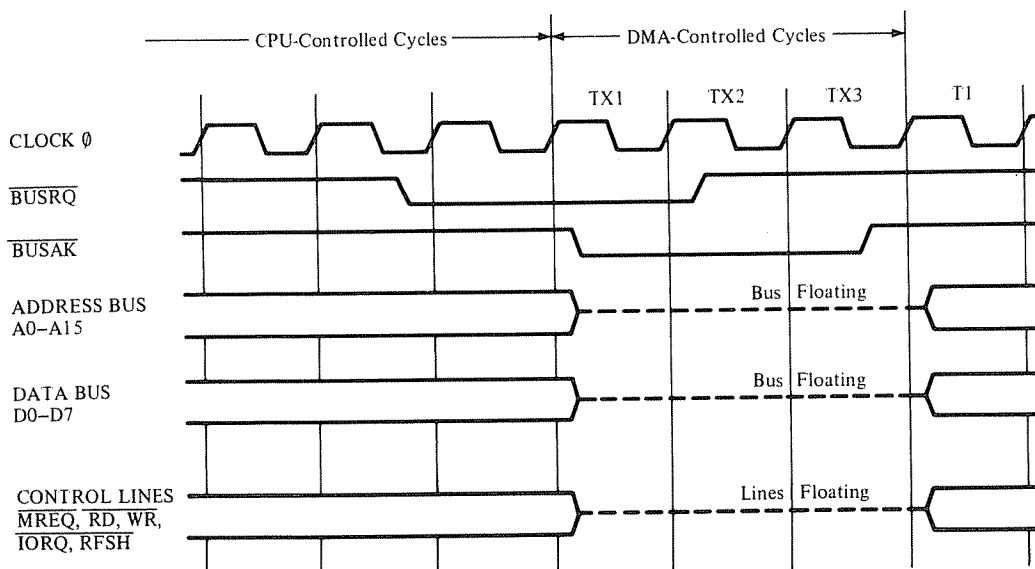 CPU-Controlled Cycles
DMA-Controlled Cycles
TX1
TX2
TX3
T1
CLOCK ∅
BUSRQ
BUSAK
ADDRESS BUS
A0–A15
Bus Floating
DATA BUS
D0–D7
Bus Floating
CONTROL LINES
MREQ, RD, WR,
IORQ, RFSH
Lines Floating